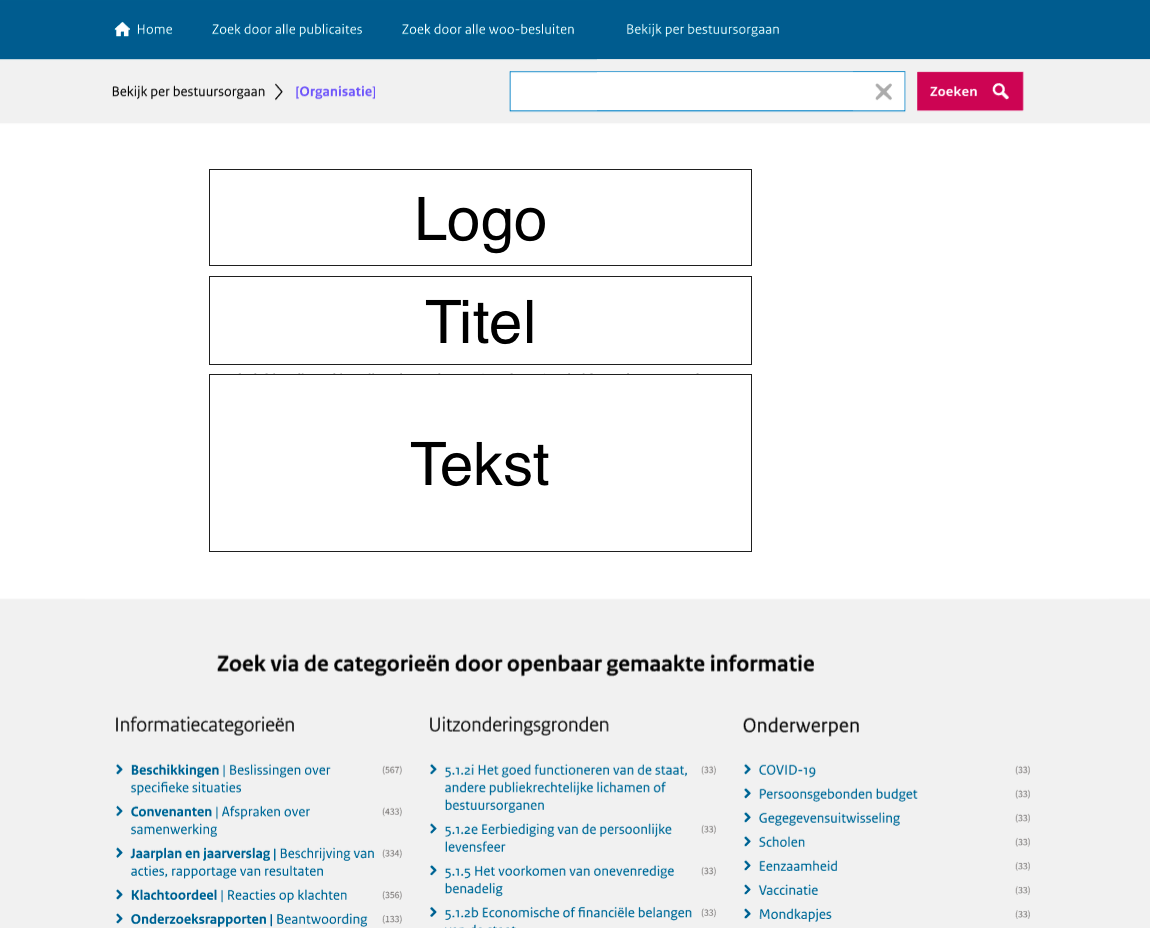 Home Zoek door alle publicaites Zoek door alle woo-besluiten Bekijk per bestuursorgaan
Bekijk per bestuursorgaan [Organisatie] Zoeken
Logo
Titel
Tekst
Zoek via de categorieën door openbaar gemaakte informatie
Informatiecategorieën
Beschikkingen | Beslissingen over (567)
specifieke situaties
Convenanten | Afspraken over (433)
samenwerking
Jaarplan en jaarverslag | Beschrijving van (334)
acties, rapportage van resultaten
Klachtoordeel | Reacties op klachten (356)
Onderzoeksrapporten | Beantwoording (133)
Uitzonderingsgronden
5.1.2i Het goed functioneren van de staat, (33)
andere publiekrechtelijke lichamen of
bestuursorganen
5.1.2e Eerbiediging van de persoonlijke (33)
levensfeer
5.1.5 Het voorkomen van onevenredige (33)
benadelig
5.1.2b Economische of financiële belangen (33)
Onderwerpen
COVID-19 (33)
Persoonsgebonden budget (33)
Gegegevensuitwisseling (33)
Scholen (33)
Eenzaamheid (33)
Vaccinatie (33)
Mondkapjes (33)